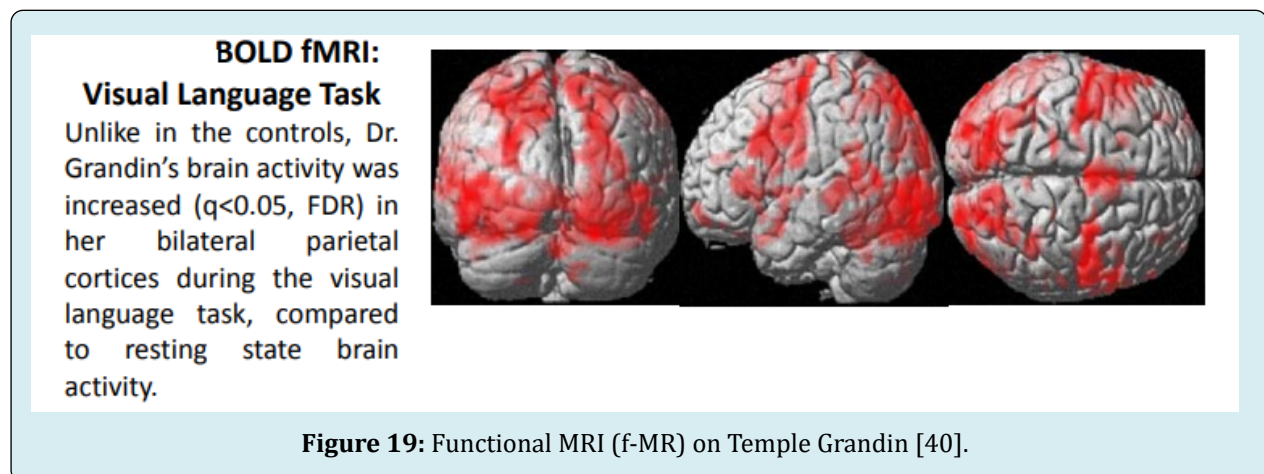 BOLD fMRI:
Visual Language Task
Unlike in the controls, Dr.
Grandin's brain activity was
increased (q<0.05, FDR) in
her bilateral parietal
cortices during the visual
language task, compared
to resting state brain
activity.
Figure 19: Functional MRI (f-MR) on Temple Grandin [40].